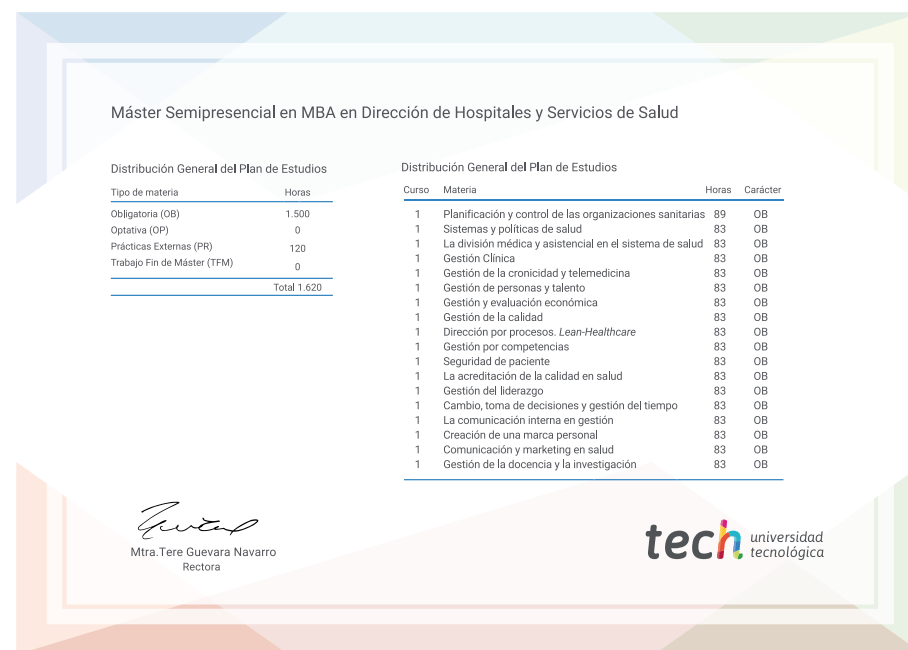 Máster Semipresencial en MBA en Dirección de Hospitales y Servicios de Salud
Distribución General del Plan de Estudios
Tipo de materia Horas
Obligatoria (OB) 1.500
Optativa (OP) 0
Prácticas Externas (PR) 120
Trabajo Fin de Máster (TFM) 0
Total 1.620
Distribución General del Plan de Estudios
Curso Materia Horas Carácter
1 Planificación y control de las organizaciones sanitarias 89 OB
1 Sistemas y políticas de salud 83 OB
1 La división médica y asistencial en el sistema de salud 83 OB
1 Gestión Clínica 83 OB
1 Gestión de la cronicidad y telemedicina 83 OB
1 Gestión de personas y talento 83 OB
1 Gestión y evaluación económica 83 OB
1 Gestión de la calidad 83 OB
1 Dirección por procesos. Lean-Healthcare 83 OB
1 Gestión por competencias 83 OB
1 Seguridad de paciente 83 OB
1 La acreditación de la calidad en salud 83 OB
1 Gestión del liderazgo 83 OB
1 Cambio, toma de decisiones y gestión del tiempo 83 OB
1 La comunicación interna en gestión 83 OB
1 Creación de una marca personal 83 OB
1 Comunicación y marketing en salud 83 OB
1 Gestión de la docencia y la investigación 83 OB
Mtra.Tere Guevara Navarro
Rectora
tech universidad
tecnológica